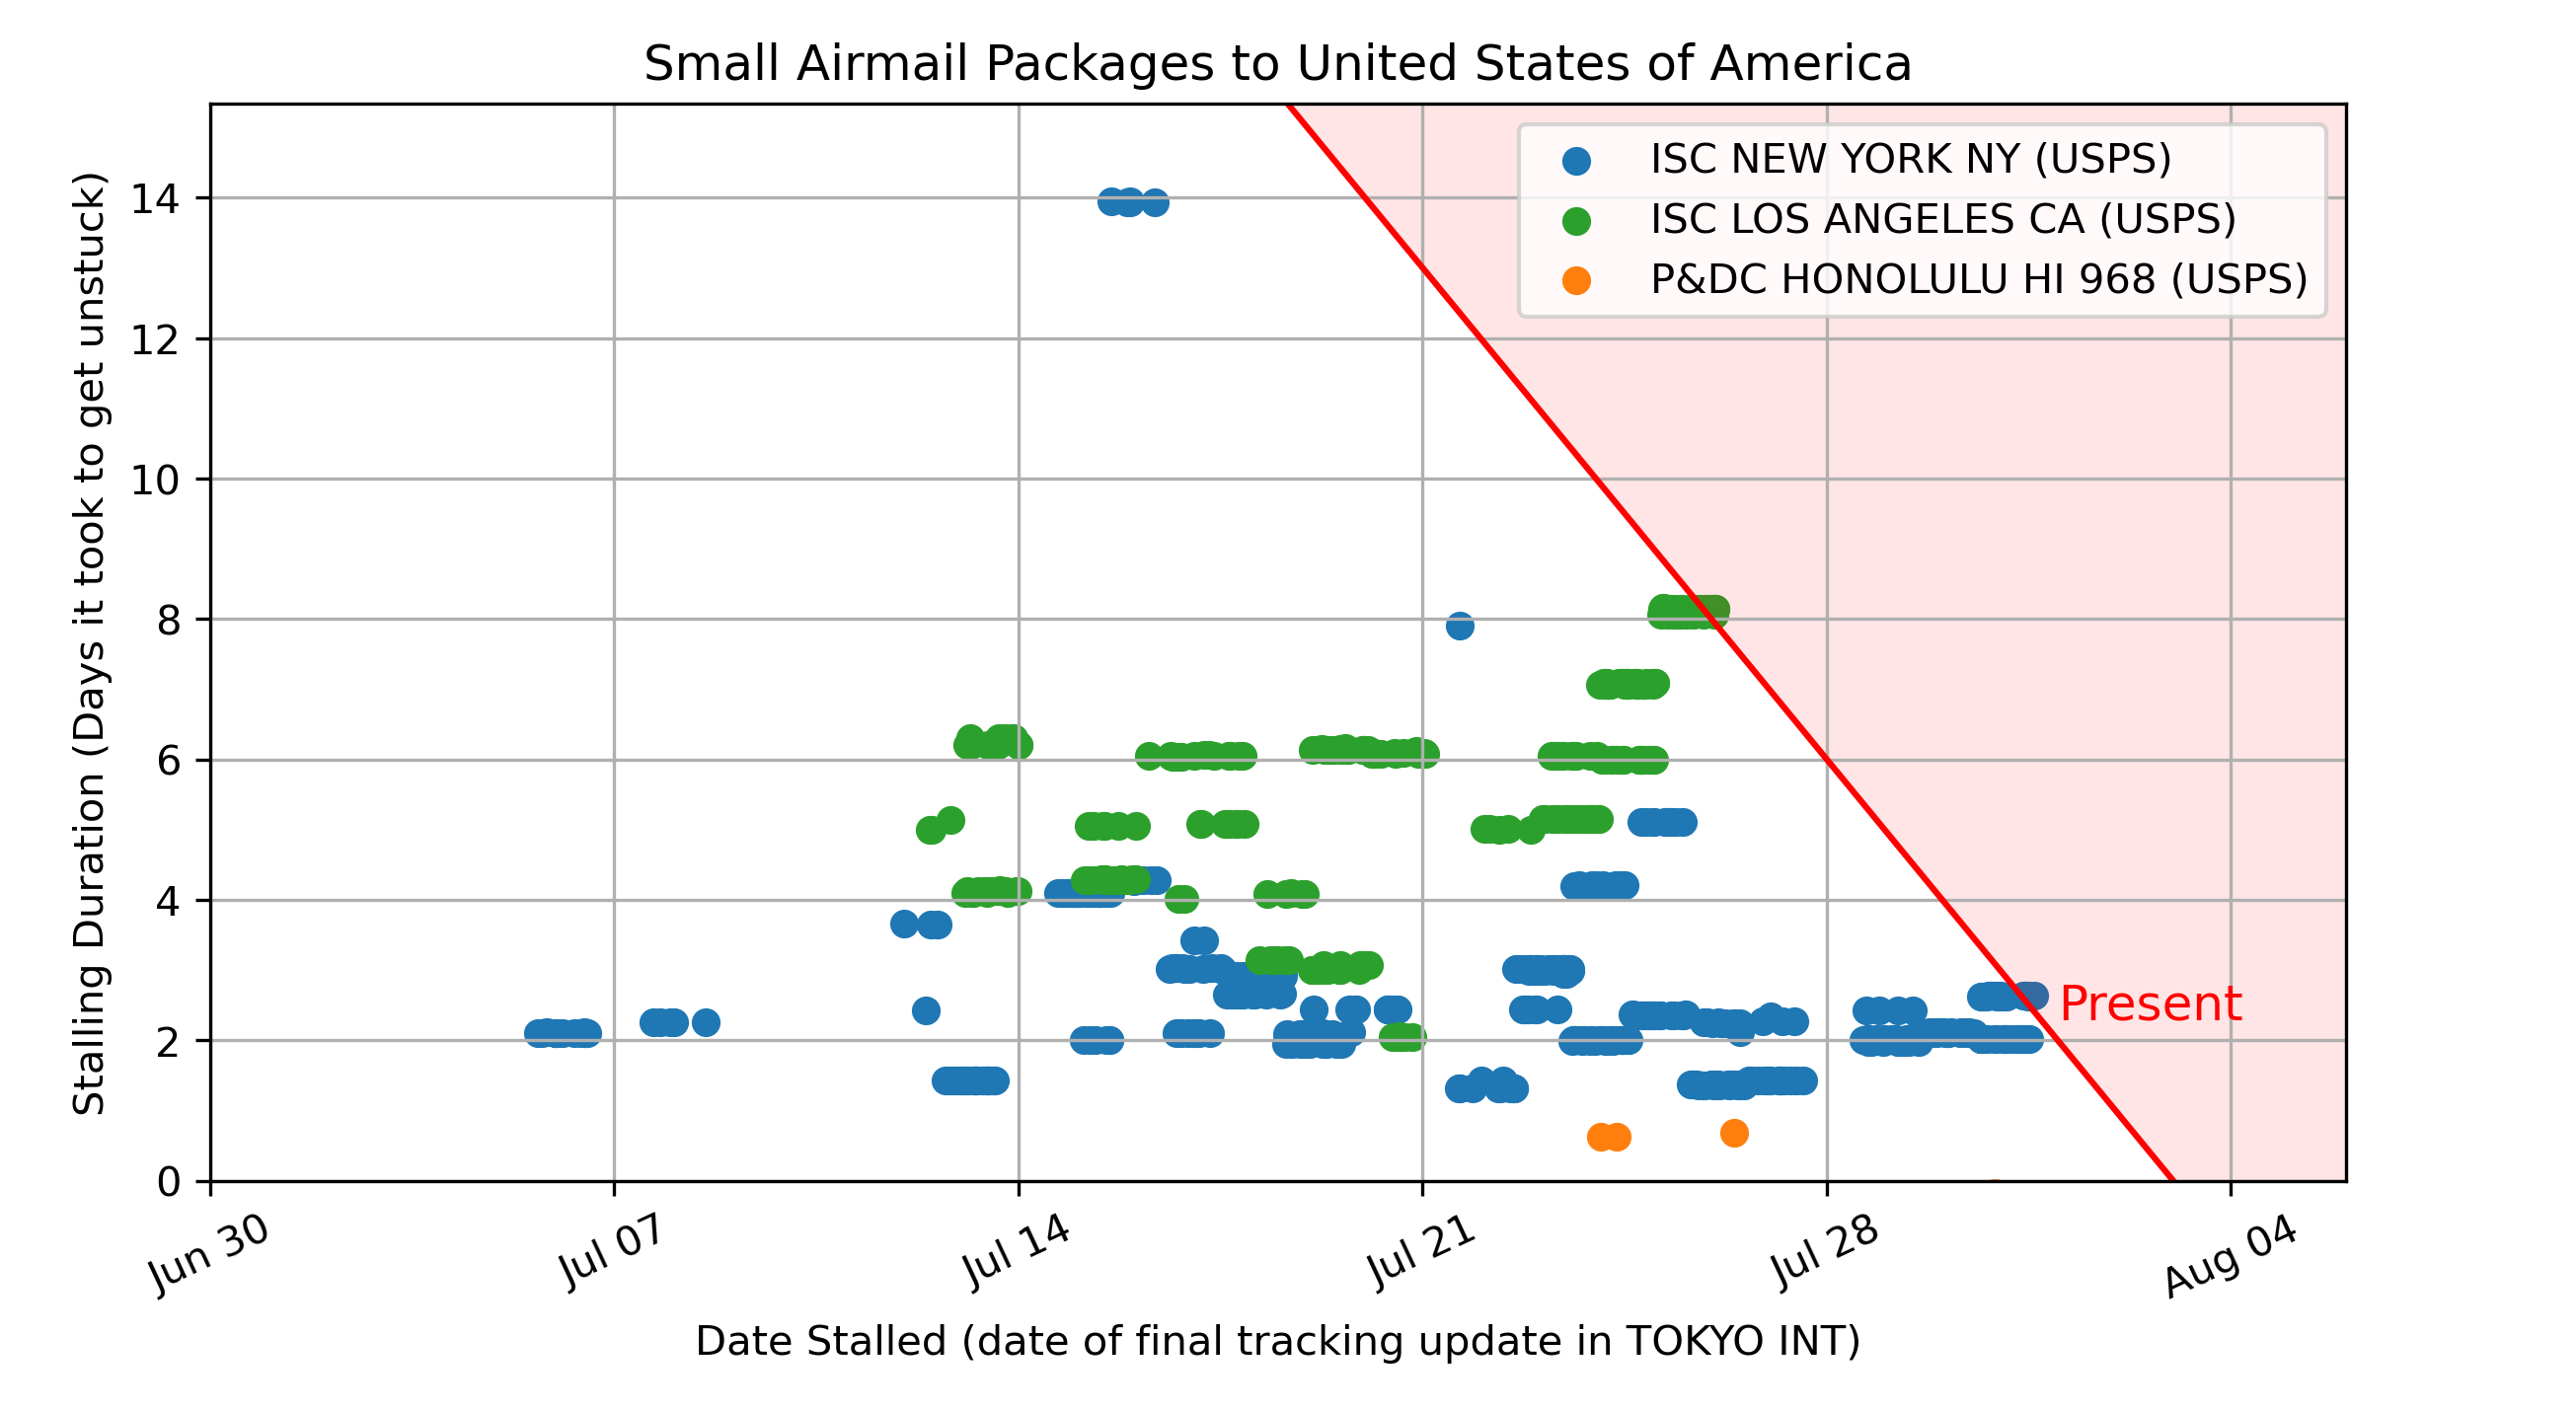 Small Airmail Packages to United States of America
Stalling Duration (Days it took to get unstuck)
14
12
10
8
6
4
2
0
ISC NEW YORK NY (USPS)
ISC LOS ANGELES CA (USPS)
P&DC HONOLULU HI 968 (USPS)
Present
Jun 30
Jul 07
Jul 14
Jul 21
Jul 28
Aug 04
Date Stalled (date of final tracking update in TOKYO INT)